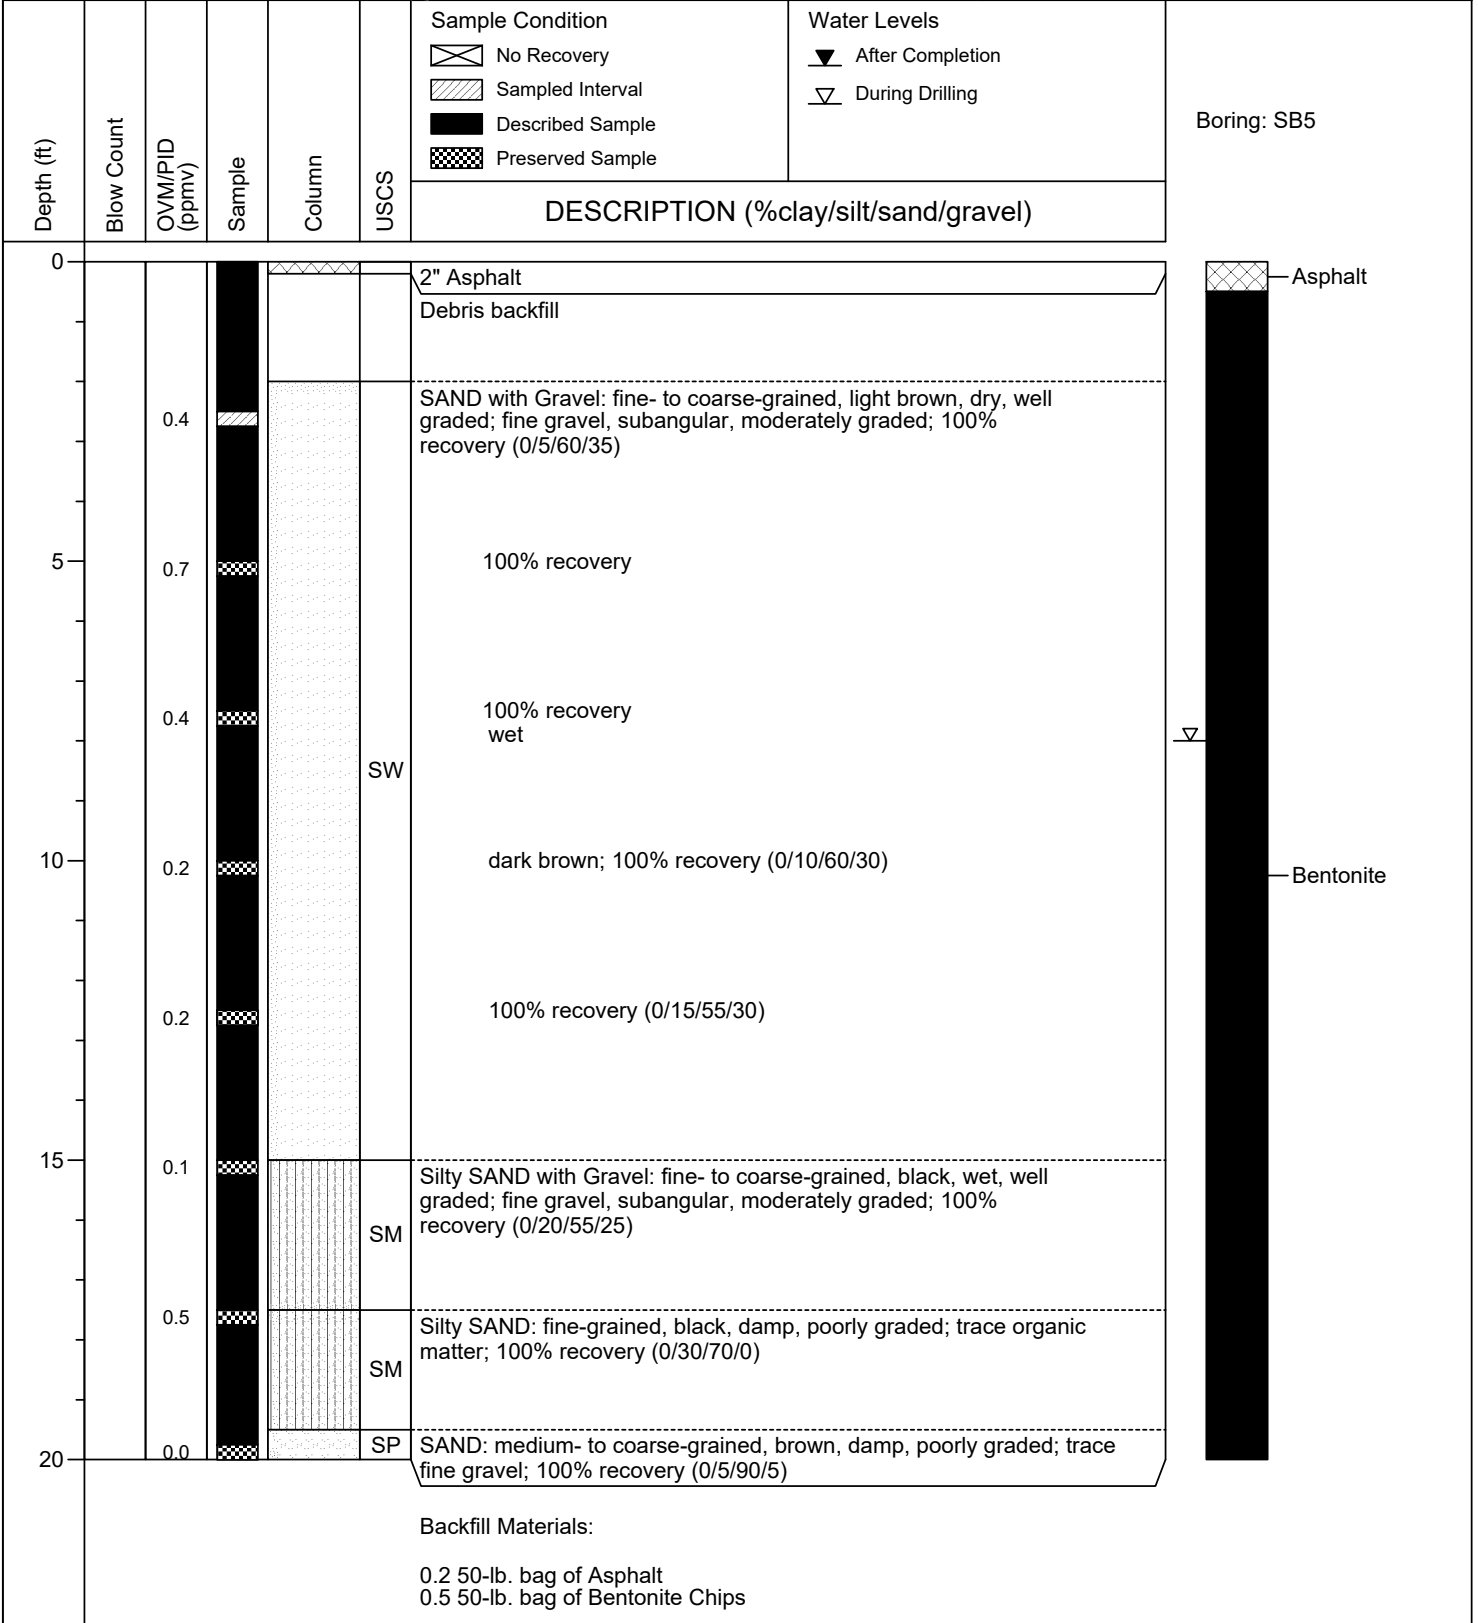 Sample Condition
No Recovery
Sampled Interval
Described Sample
Preserved Sample
Water Levels
After Completion
During Drilling
Boring: SB5
Depth (ft)
Blow Count
OVM/PID
(ppmv)
Sample
Column
USCS
DESCRIPTION (%clay/silt/sand/gravel)
0
2" Asphalt
Asphalt
Debris backfill
SAND with Gravel: fine- to coarse-grained, light brown, dry, well
0.4
graded; fine gravel, subangular, moderately graded; 100%
recovery (0/5/60/35)
5
0.7
100% recovery
0.4
100% recovery
wet
SW
10
0.2
dark brown; 100% recovery (0/10/60/30)
Bentonite
0.2
100% recovery (0/15/55/30)
15
0.1
Silty SAND with Gravel: fine- to coarse-grained, black, wet, well
graded; fine gravel, subangular, moderately graded; 100%
recovery (0/20/55/25)
SM
0.5
Silty SAND: fine-grained, black, damp, poorly graded; trace organic
matter; 100% recovery (0/30/70/0)
SM
20
0.0
SP
SAND: medium- to coarse-grained, brown, damp, poorly graded; trace
fine gravel; 100% recovery (0/5/90/5)
Backfill Materials:
0.2 50-lb. bag of Asphalt
0.5 50-lb. bag of Bentonite Chips